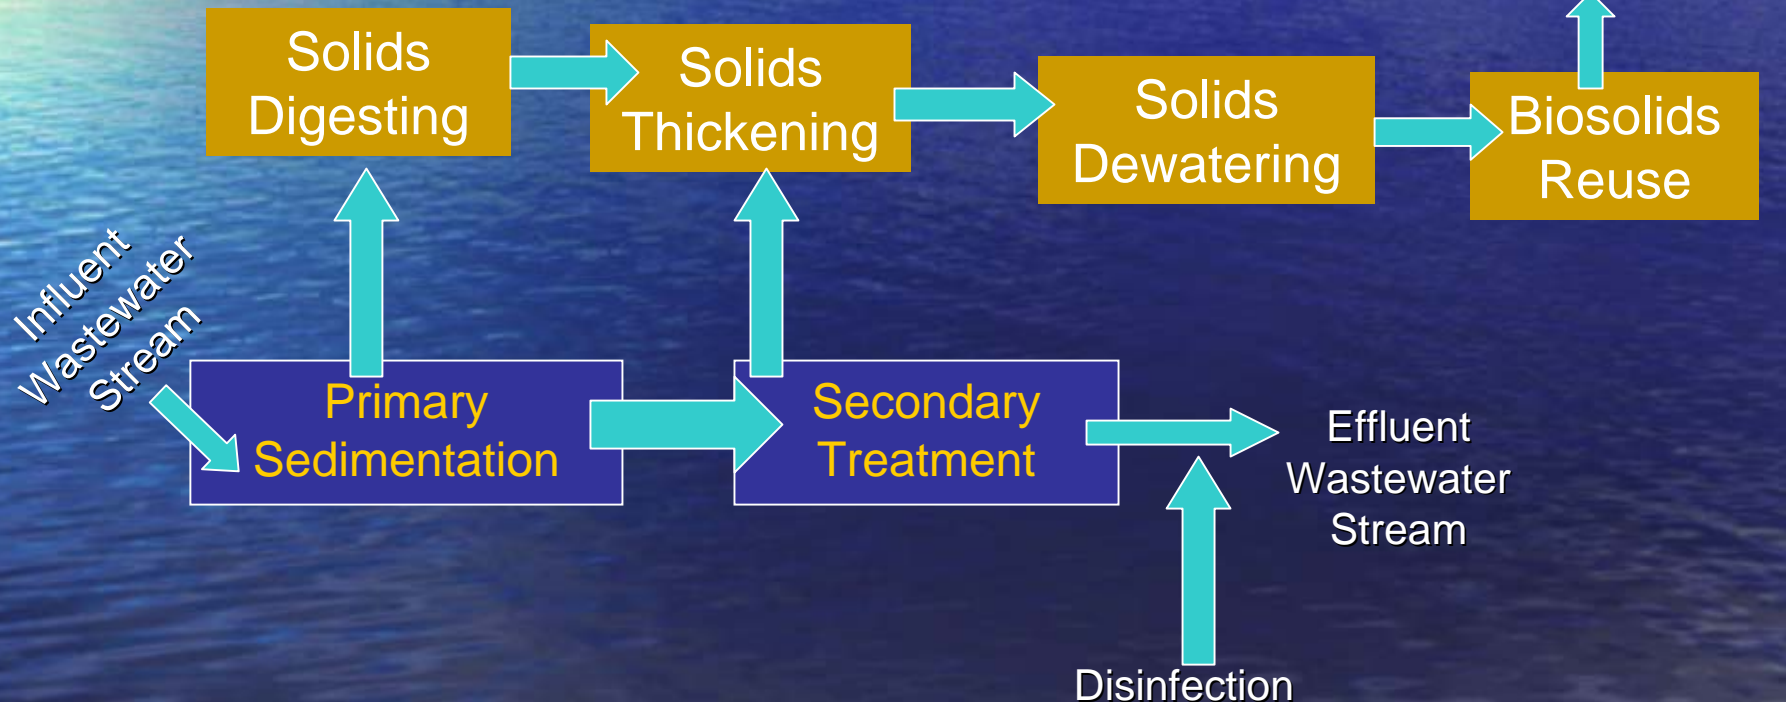 Solids
Digesting
Solids
Thickening
Solids
Dewatering
Biosolids
Reuse
Influent
Wastewater
Stream
Primary
Sedimentation
Secondary
Treatment
Effluent
Wastewater
Stream
Disinfection